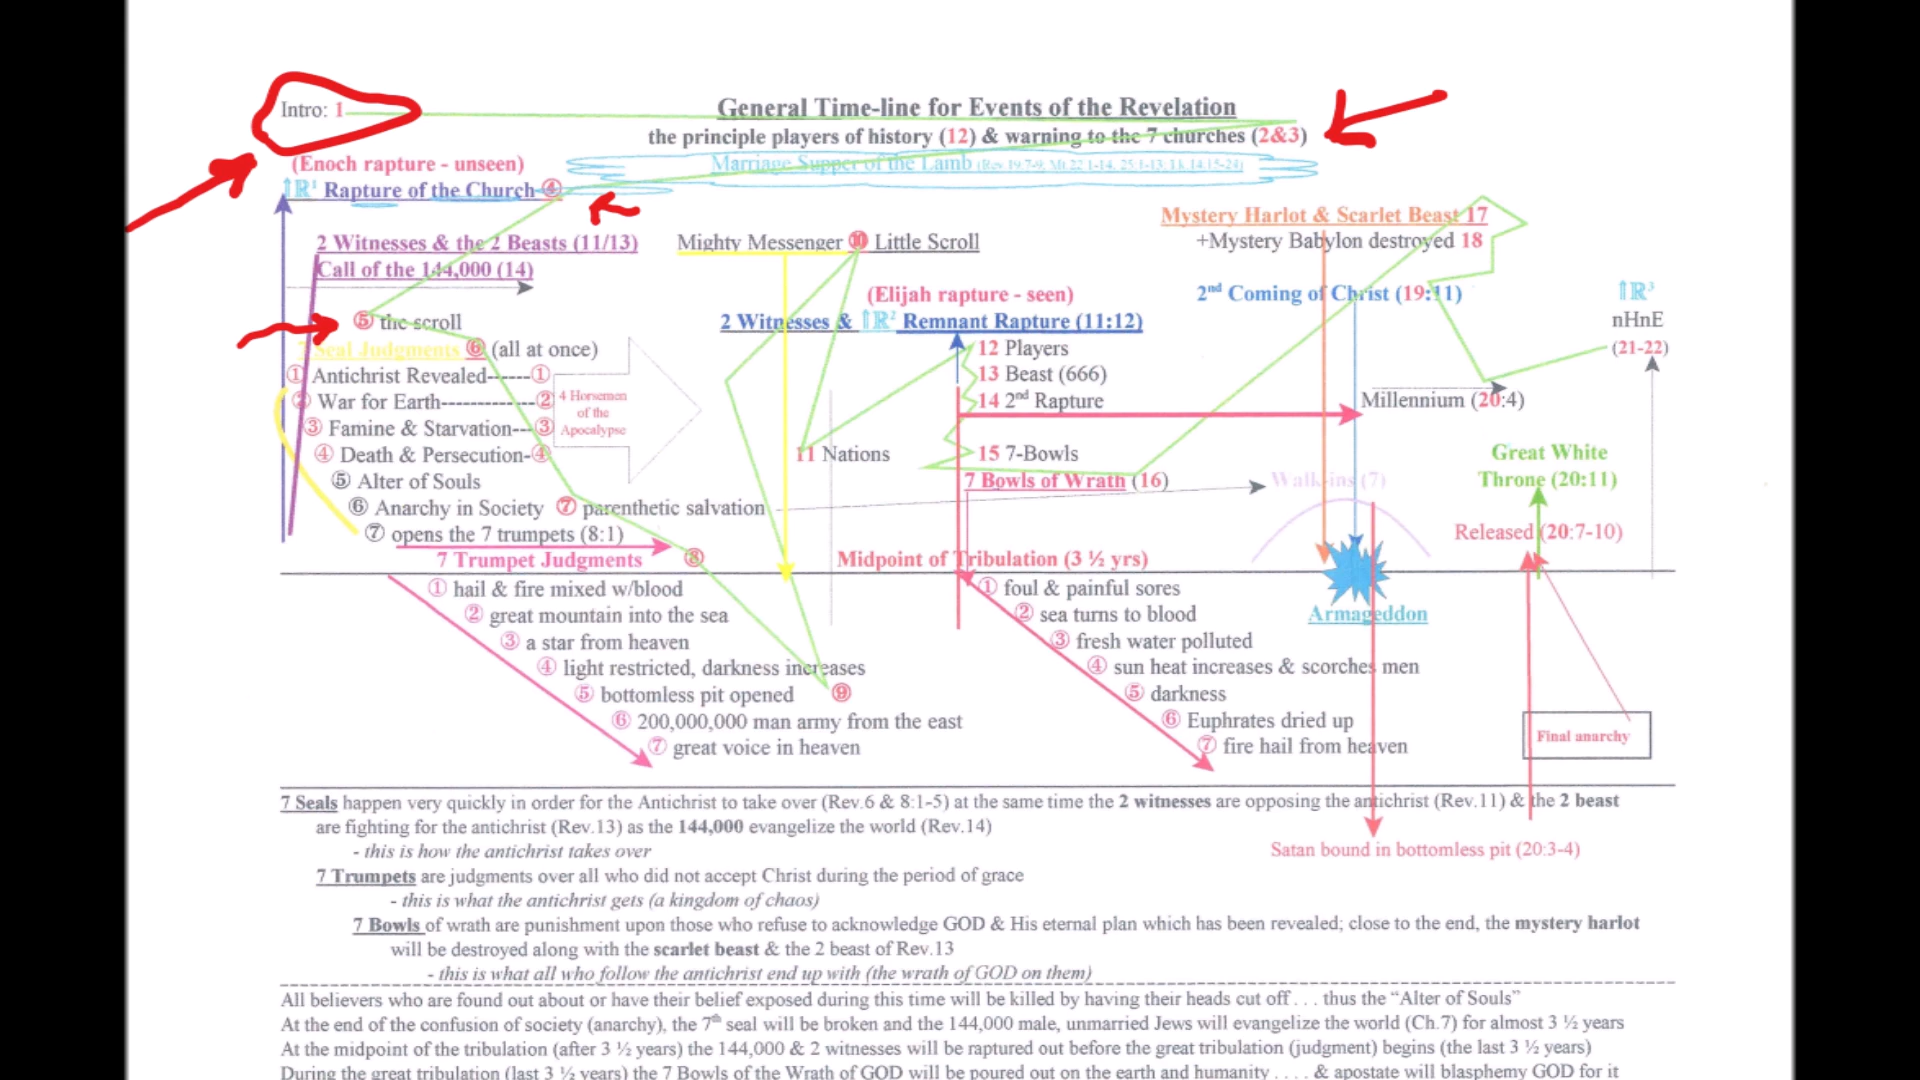 Intro: 1
General Time-line for Events of the Revelation
the principle players of history (12) & warning to the 7 churches (2&3)
(Enoch rapture - unseen)
Marriage Supper of the Lamb (Rev.19:7-9, Mt.22:1-14, 25:1-13; Lk.14:15-24)
⇑R¹ Rapture of the Church ④
Mystery Harlot & Scarlet Beast 17
2 Witnesses & the 2 Beasts (11/13)
Mighty Messenger ⑩ Little Scroll
+Mystery Babylon destroyed 18
Call of the 144,000 (14)
(Elijah rapture - seen)
2nd Coming of Christ (19:11)
⇑R³
⑤ the scroll
2 Witnesses & ⇑R² Remnant Rapture (11:12)
nHnE
7 Seal Judgments ⑥ (all at once)
12 Players
(21-22)
① Antichrist Revealed------①
13 Beast (666)
② War for Earth------------②
4 Horsemen
of the
Apocalypse
14 2nd Rapture
Millennium (20:4)
③ Famine & Starvation---③
④ Death & Persecution-④
11 Nations
15 7-Bowls
Great White
Throne (20:11)
⑤ Alter of Souls
7 Bowls of Wrath (16)
Walk-ins (7)
⑥ Anarchy in Society ⑦ parenthetic salvation
⑦ opens the 7 trumpets (8:1)
Released (20:7-10)
7 Trumpet Judgments ⑧
Midpoint of Tribulation (3 ½ yrs)
① hail & fire mixed w/blood
② great mountain into the sea
③ a star from heaven
④ light restricted, darkness increases
⑤ bottomless pit opened ⑨
⑥ 200,000,000 man army from the east
⑦ great voice in heaven
① foul & painful sores
② sea turns to blood
③ fresh water polluted
④ sun heat increases & scorches men
⑤ darkness
⑥ Euphrates dried up
⑦ fire hail from heaven
Armageddon
Final anarchy
7 Seals happen very quickly in order for the Antichrist to take over (Rev.6 & 8:1-5) at the same time the 2 witnesses are opposing the antichrist (Rev.11) & the 2 beast
are fighting for the antichrist (Rev.13) as the 144,000 evangelize the world (Rev.14)
- this is how the antichrist takes over
Satan bound in bottomless pit (20:3-4)
7 Trumpets are judgments over all who did not accept Christ during the period of grace
- this is what the antichrist gets (a kingdom of chaos)
7 Bowls of wrath are punishment upon those who refuse to acknowledge GOD & His eternal plan which has been revealed; close to the end, the mystery harlot
will be destroyed along with the scarlet beast & the 2 beast of Rev.13
- this is what all who follow the antichrist end up with (the wrath of GOD on them)
All believers who are found out about or have their belief exposed during this time will be killed by having their heads cut off . . . thus the “Alter of Souls”
At the end of the confusion of society (anarchy), the 7th seal will be broken and the 144,000 male, unmarried Jews will evangelize the world (Ch.7) for almost 3 ½ years
At the midpoint of the tribulation (after 3 ½ years) the 144,000 & 2 witnesses will be raptured out before the great tribulation (judgment) begins (the last 3 ½ years)
During the great tribulation (last 3 ½ years) the 7 Bowls of the Wrath of GOD will be poured out on the earth and humanity . . . . & apostate will blasphemy GOD for it